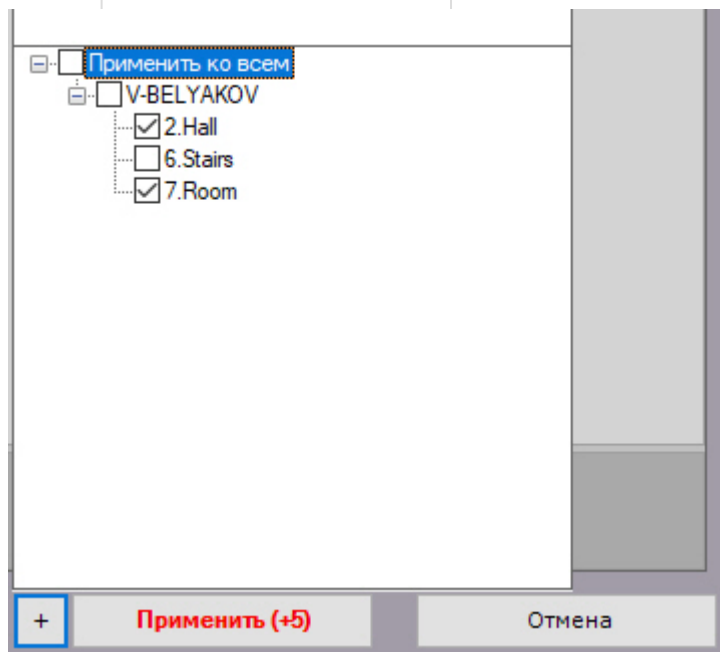 Применить ко всем
V-BELYAKOV
2.Hall
6.Stairs
7.Room
+
Применить (+5)
Отмена